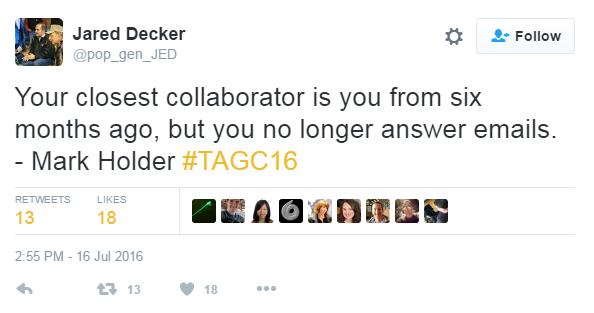 Jared Decker
@pop_gen_JED
Follow
Your closest collaborator is you from six
months ago, but you no longer answer emails.
- Mark Holder #TAGC16
RETWEETS LIKES
13 18
2:55 PM - 16 Jul 2016
13 18